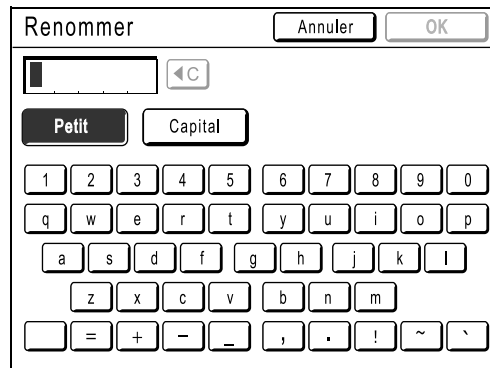 Renommer Annuler OK
◀C
Petit Capital
1 2 3 4 5 6 7 8 9 0
q w e r t y u i o p
a s d f g h j k l
z x c v b n m
= + − _ , . ! ~ `